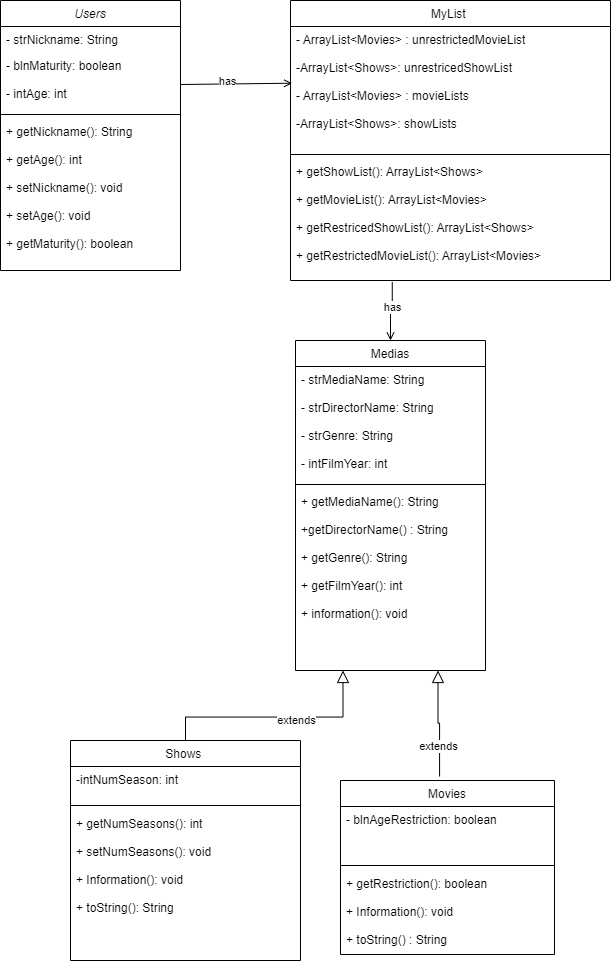 Users
- strNickname: String
- blnMaturity: boolean
- intAge: int
+ getNickname(): String
+ getAge(): int
+ setNickname(): void
+ setAge(): void
+ getMaturity(): boolean
has
MyList
- ArrayList<Movies> : unrestrictedMovieList
-ArrayList<Shows>: unrestricedShowList
- ArrayList<Movies> : movieLists
-ArrayList<Shows>: showLists
+ getShowList(): ArrayList<Shows>
+ getMovieList(): ArrayList<Movies>
+ getRestricedShowList(): ArrayList<Shows>
+ getRestrictedMovieList(): ArrayList<Movies>
has
Medias
- strMediaName: String
- strDirectorName: String
- strGenre: String
- intFilmYear: int
+ getMediaName(): String
+getDirectorName() : String
+ getGenre(): String
+ getFilmYear(): int
+ information(): void
extends
extends
Shows
-intNumSeason: int
+ getNumSeasons(): int
+ setNumSeasons(): void
+ Information(): void
+ toString(): String
Movies
- blnAgeRestriction: boolean
+ getRestriction(): boolean
+ Information(): void
+ toString() : String